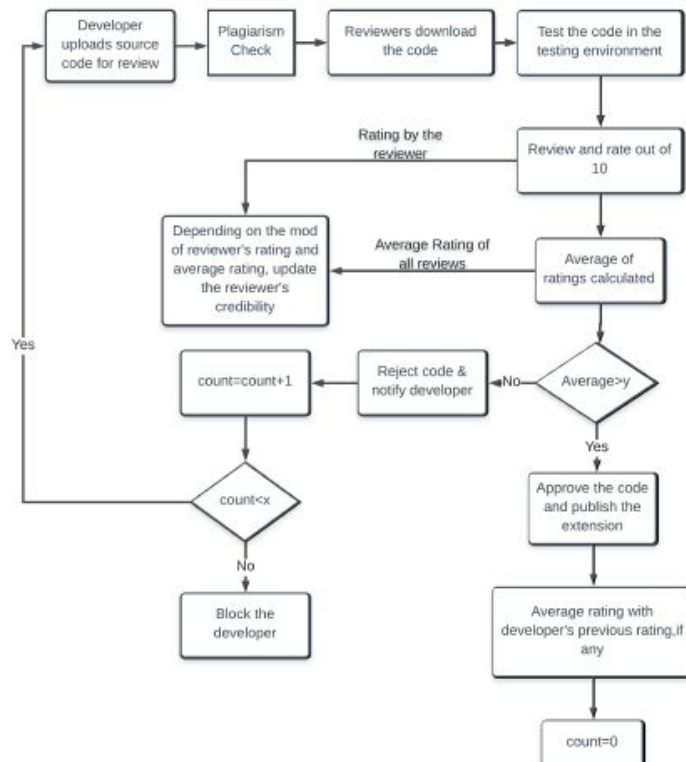 Developer
uploads source
code for review
Plagiarism
Check
Reviewers download
the code
Test the code in the
testing environment
Rating by the
reviewer
Review and rate out of
10
Depending on the mod
of reviewer's rating and
average rating, update
the reviewer's
credibility
Average Rating of
all reviews
Average of
ratings calculated
Yes
count=count+1
Reject code &
notify developer
No
Average>y
Yes
count<x
Approve the code
and publish the
extension
No
Block the
developer
Average rating with
developer's previous rating,if
any
count=0